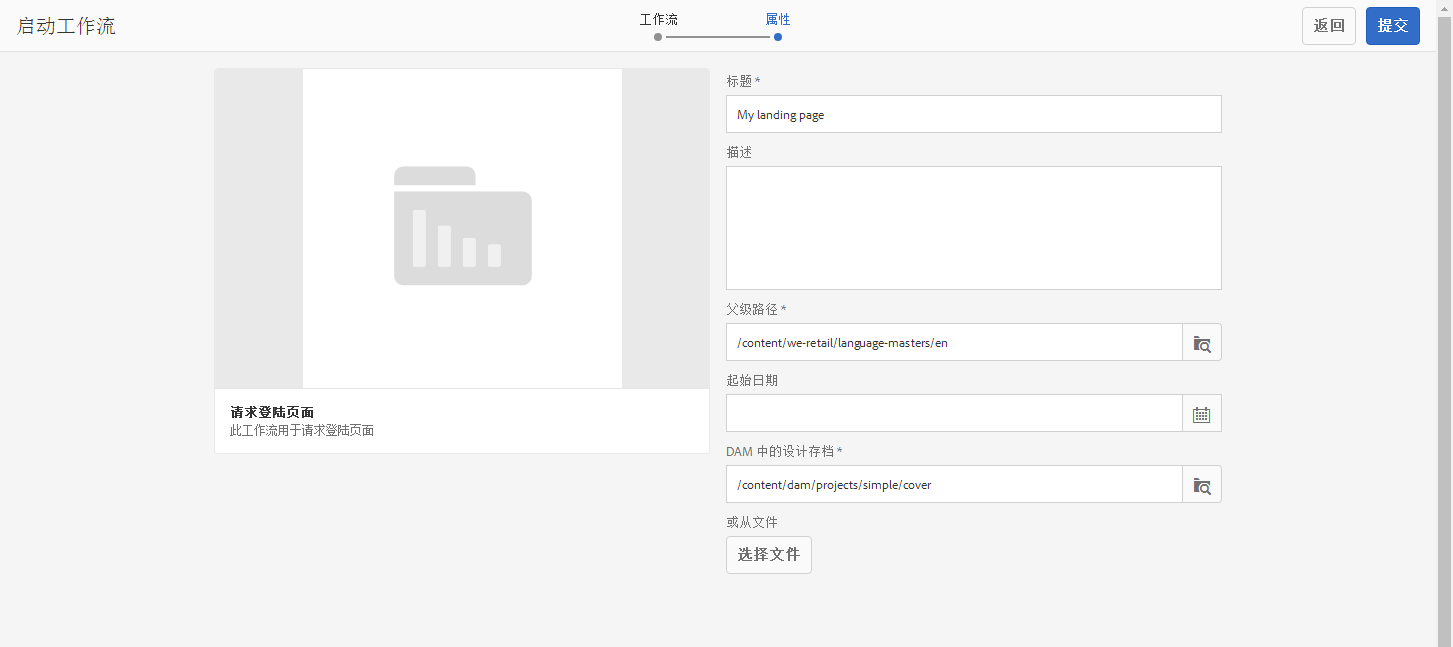 启动工作流
工作流
属性
返回
提交
标题 *
My landing page
描述
父级路径 *
/content/we-retail/language-masters/en
起始日期
请求登陆页面
此工作流用于请求登陆页面
DAM 中的设计存档 *
/content/dam/projects/simple/cover
或从文件
选择文件